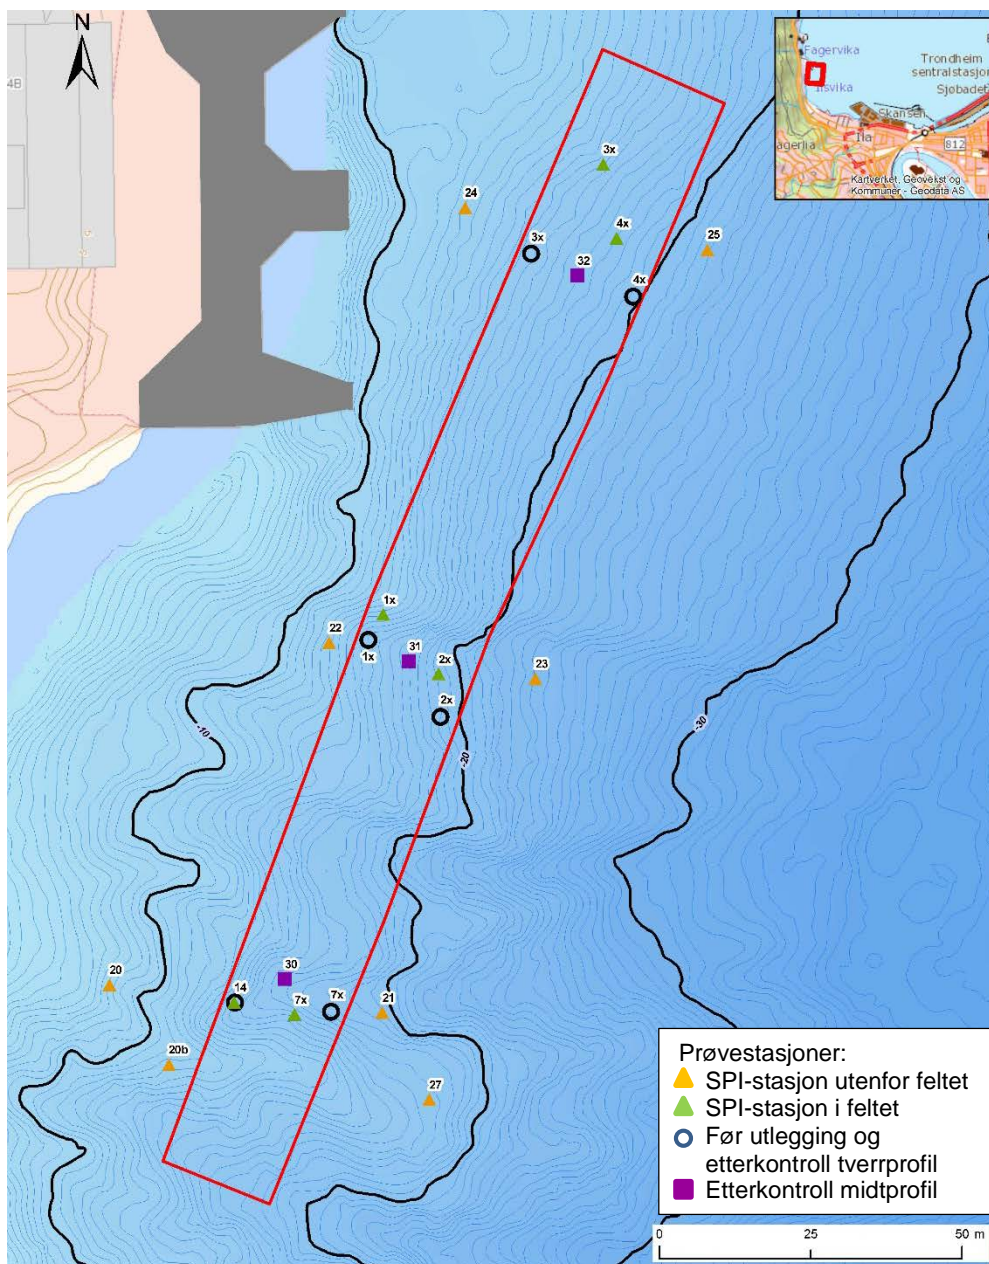 N
4B
Fagervika
Ilsvika
Trondheim
sentralstasjon
Sjøbadet
Skansen
Ila
812
agerlia
Kartverket, Geovekst og
Kommuner - Geodata AS
3x
24
4x
25
3x
32
4x
1x
22
1x
31
2x
23
2x
-10
-20
-30
30
20
14
7x
7x
21
20b
27
Prøvestasjoner:
SPI-stasjon utenfor feltet
SPI-stasjon i feltet
Før utlegging og
etterkontroll tverrprofil
Etterkontroll midtprofil
0 25 50 m